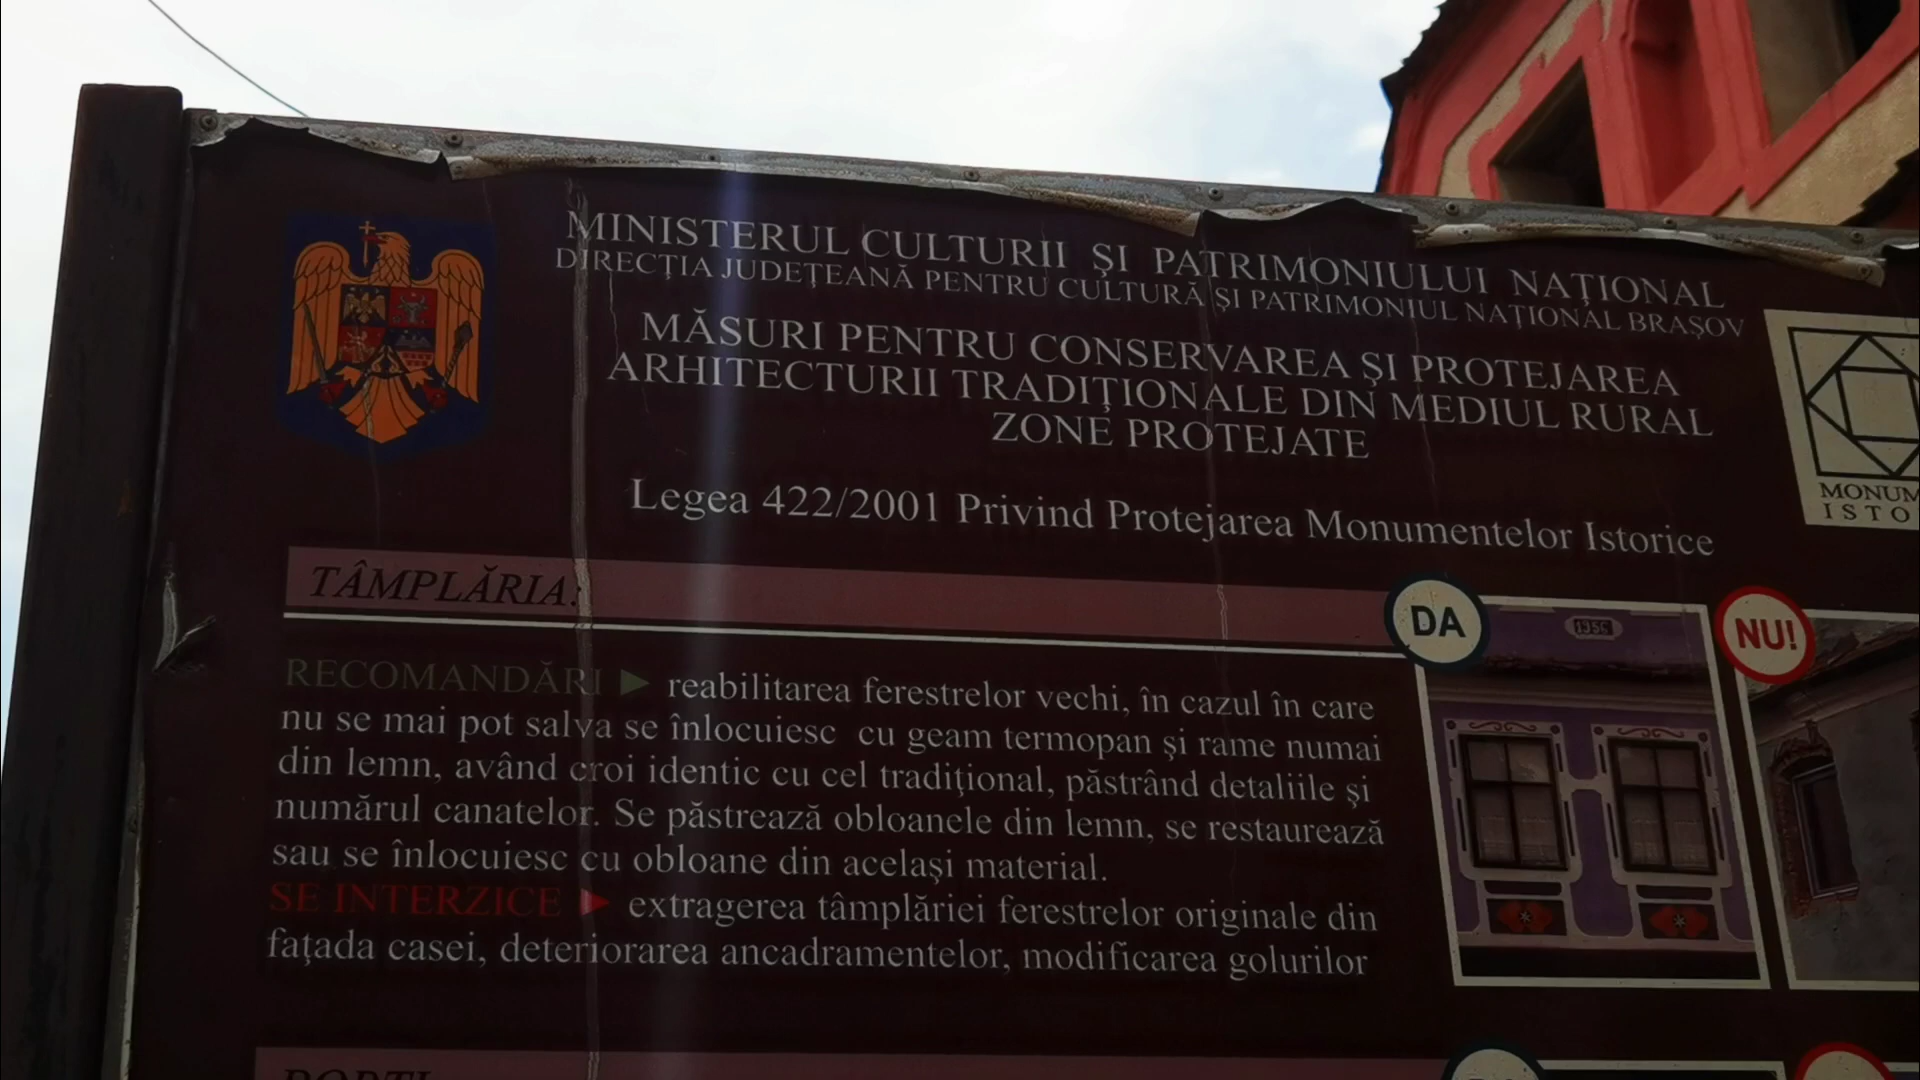 MINISTERUL CULTURII ŞI PATRIMONIULUI NAŢIONAL
DIRECŢIA JUDEŢEANĂ PENTRU CULTURĂ ŞI PATRIMONIUL NAŢIONAL BRAŞOV
MĂSURI PENTRU CONSERVAREA ŞI PROTEJAREA
ARHITECTURII TRADIŢIONALE DIN MEDIUL RURAL
ZONE PROTEJATE
Legea 422/2001 Privind Protejarea Monumentelor Istorice
MONUM
ISTO
TÂMPLĂRIA:
DA
1356
NU!
RECOMANDĂRI ► reabilitarea ferestrelor vechi, în cazul în care
nu se mai pot salva se înlocuiesc cu geam termopan şi rame numai
din lemn, având croi identic cu cel tradiţional, păstrând detaliile şi
numărul canatelor. Se păstrează obloanele din lemn, se restaurează
sau se înlocuiesc cu obloane din acelaşi material.
SE INTERZICE ► extragerea tâmplăriei ferestrelor originale din
faţada casei, deteriorarea ancadramentelor, modificarea golurilor